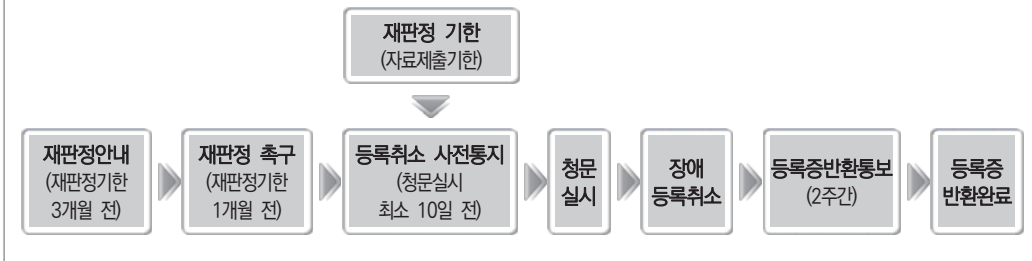 재판정 기한
(자료제출기한)
재판정안내
(재판정기한
3개월 전)
재판정 촉구
(재판정기한
1개월 전)
등록취소 사전통지
(청문실시
최소 10일 전)
청문
실시
장애
등록취소
등록증반환통보
(2주간)
등록증
반환완료